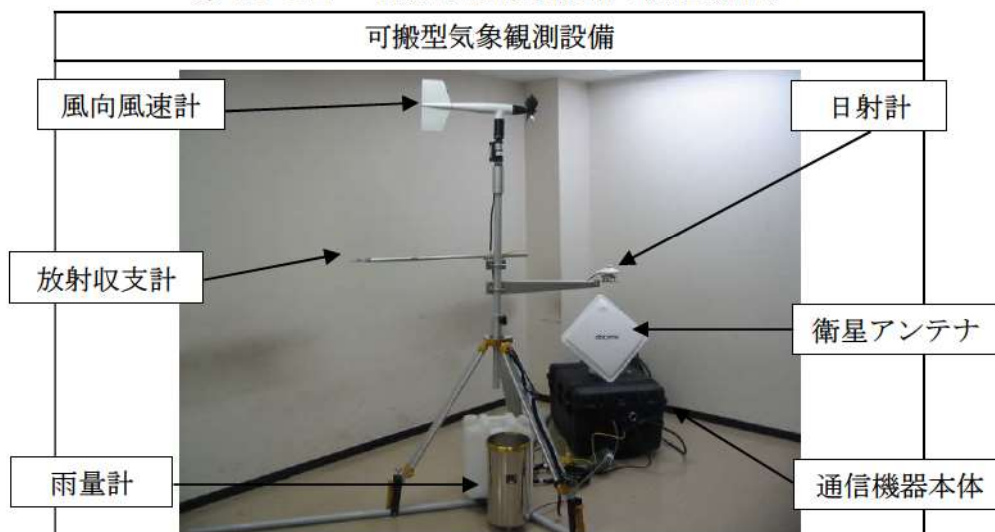 可搬型気象観測設備
風向風速計
日射計
放射収支計
衛星アンテナ
雨量計
通信機器本体